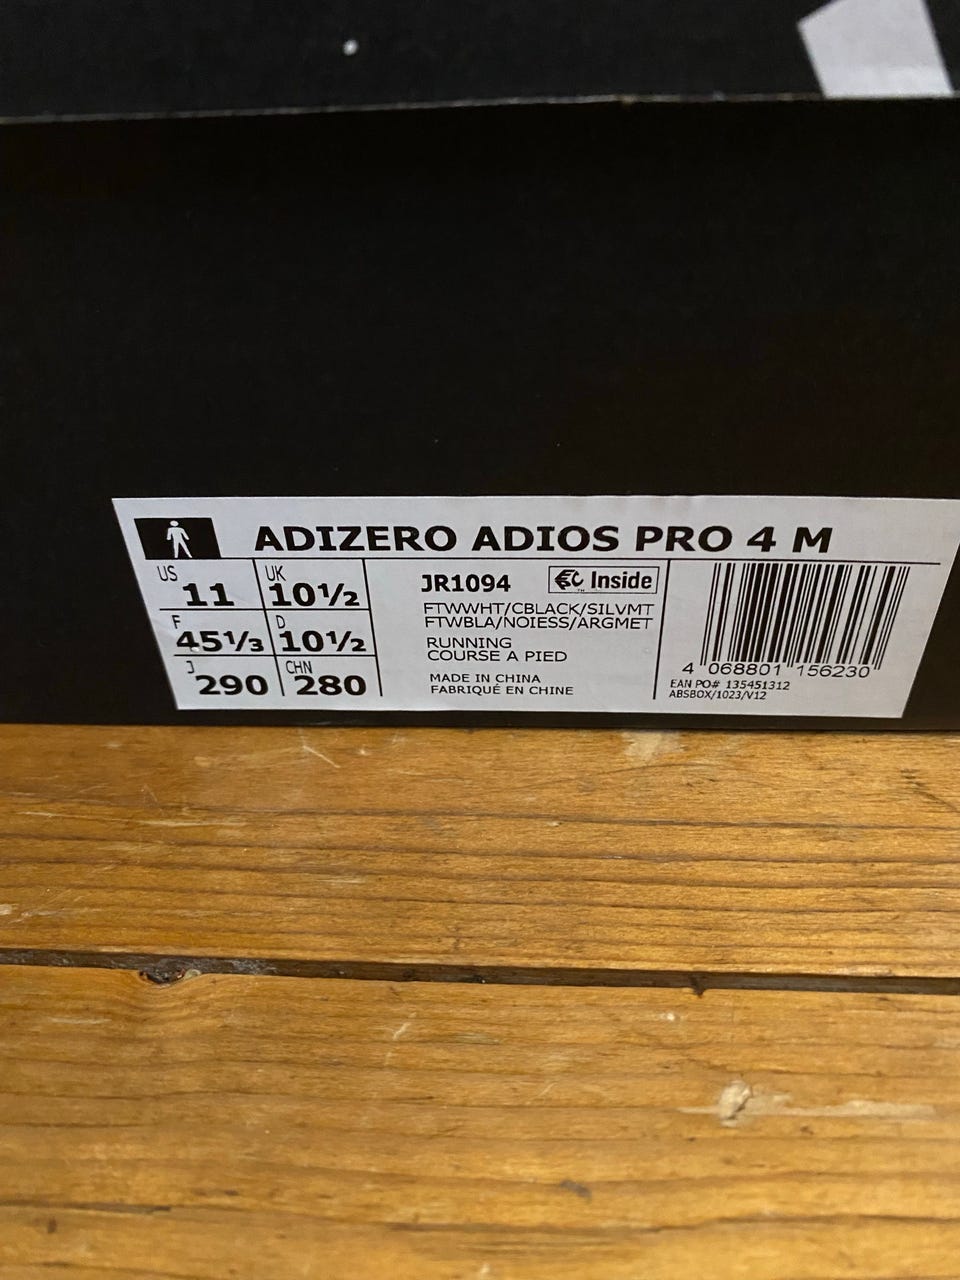 ADIZERO ADIOS PRO 4 M
US 11 UK 10½
F 45⅓ D 10½
J 290 CHN 280
JR1094 Inside
FTWWHT/CBLACK/SILVMT
FTWBLA/NOIESS/ARGMET
RUNNING
COURSE A PIED
MADE IN CHINA
FABRIQUÉ EN CHINE
4 068801 156230
EAN PO# 135451312
ABSBOX/1023/V12